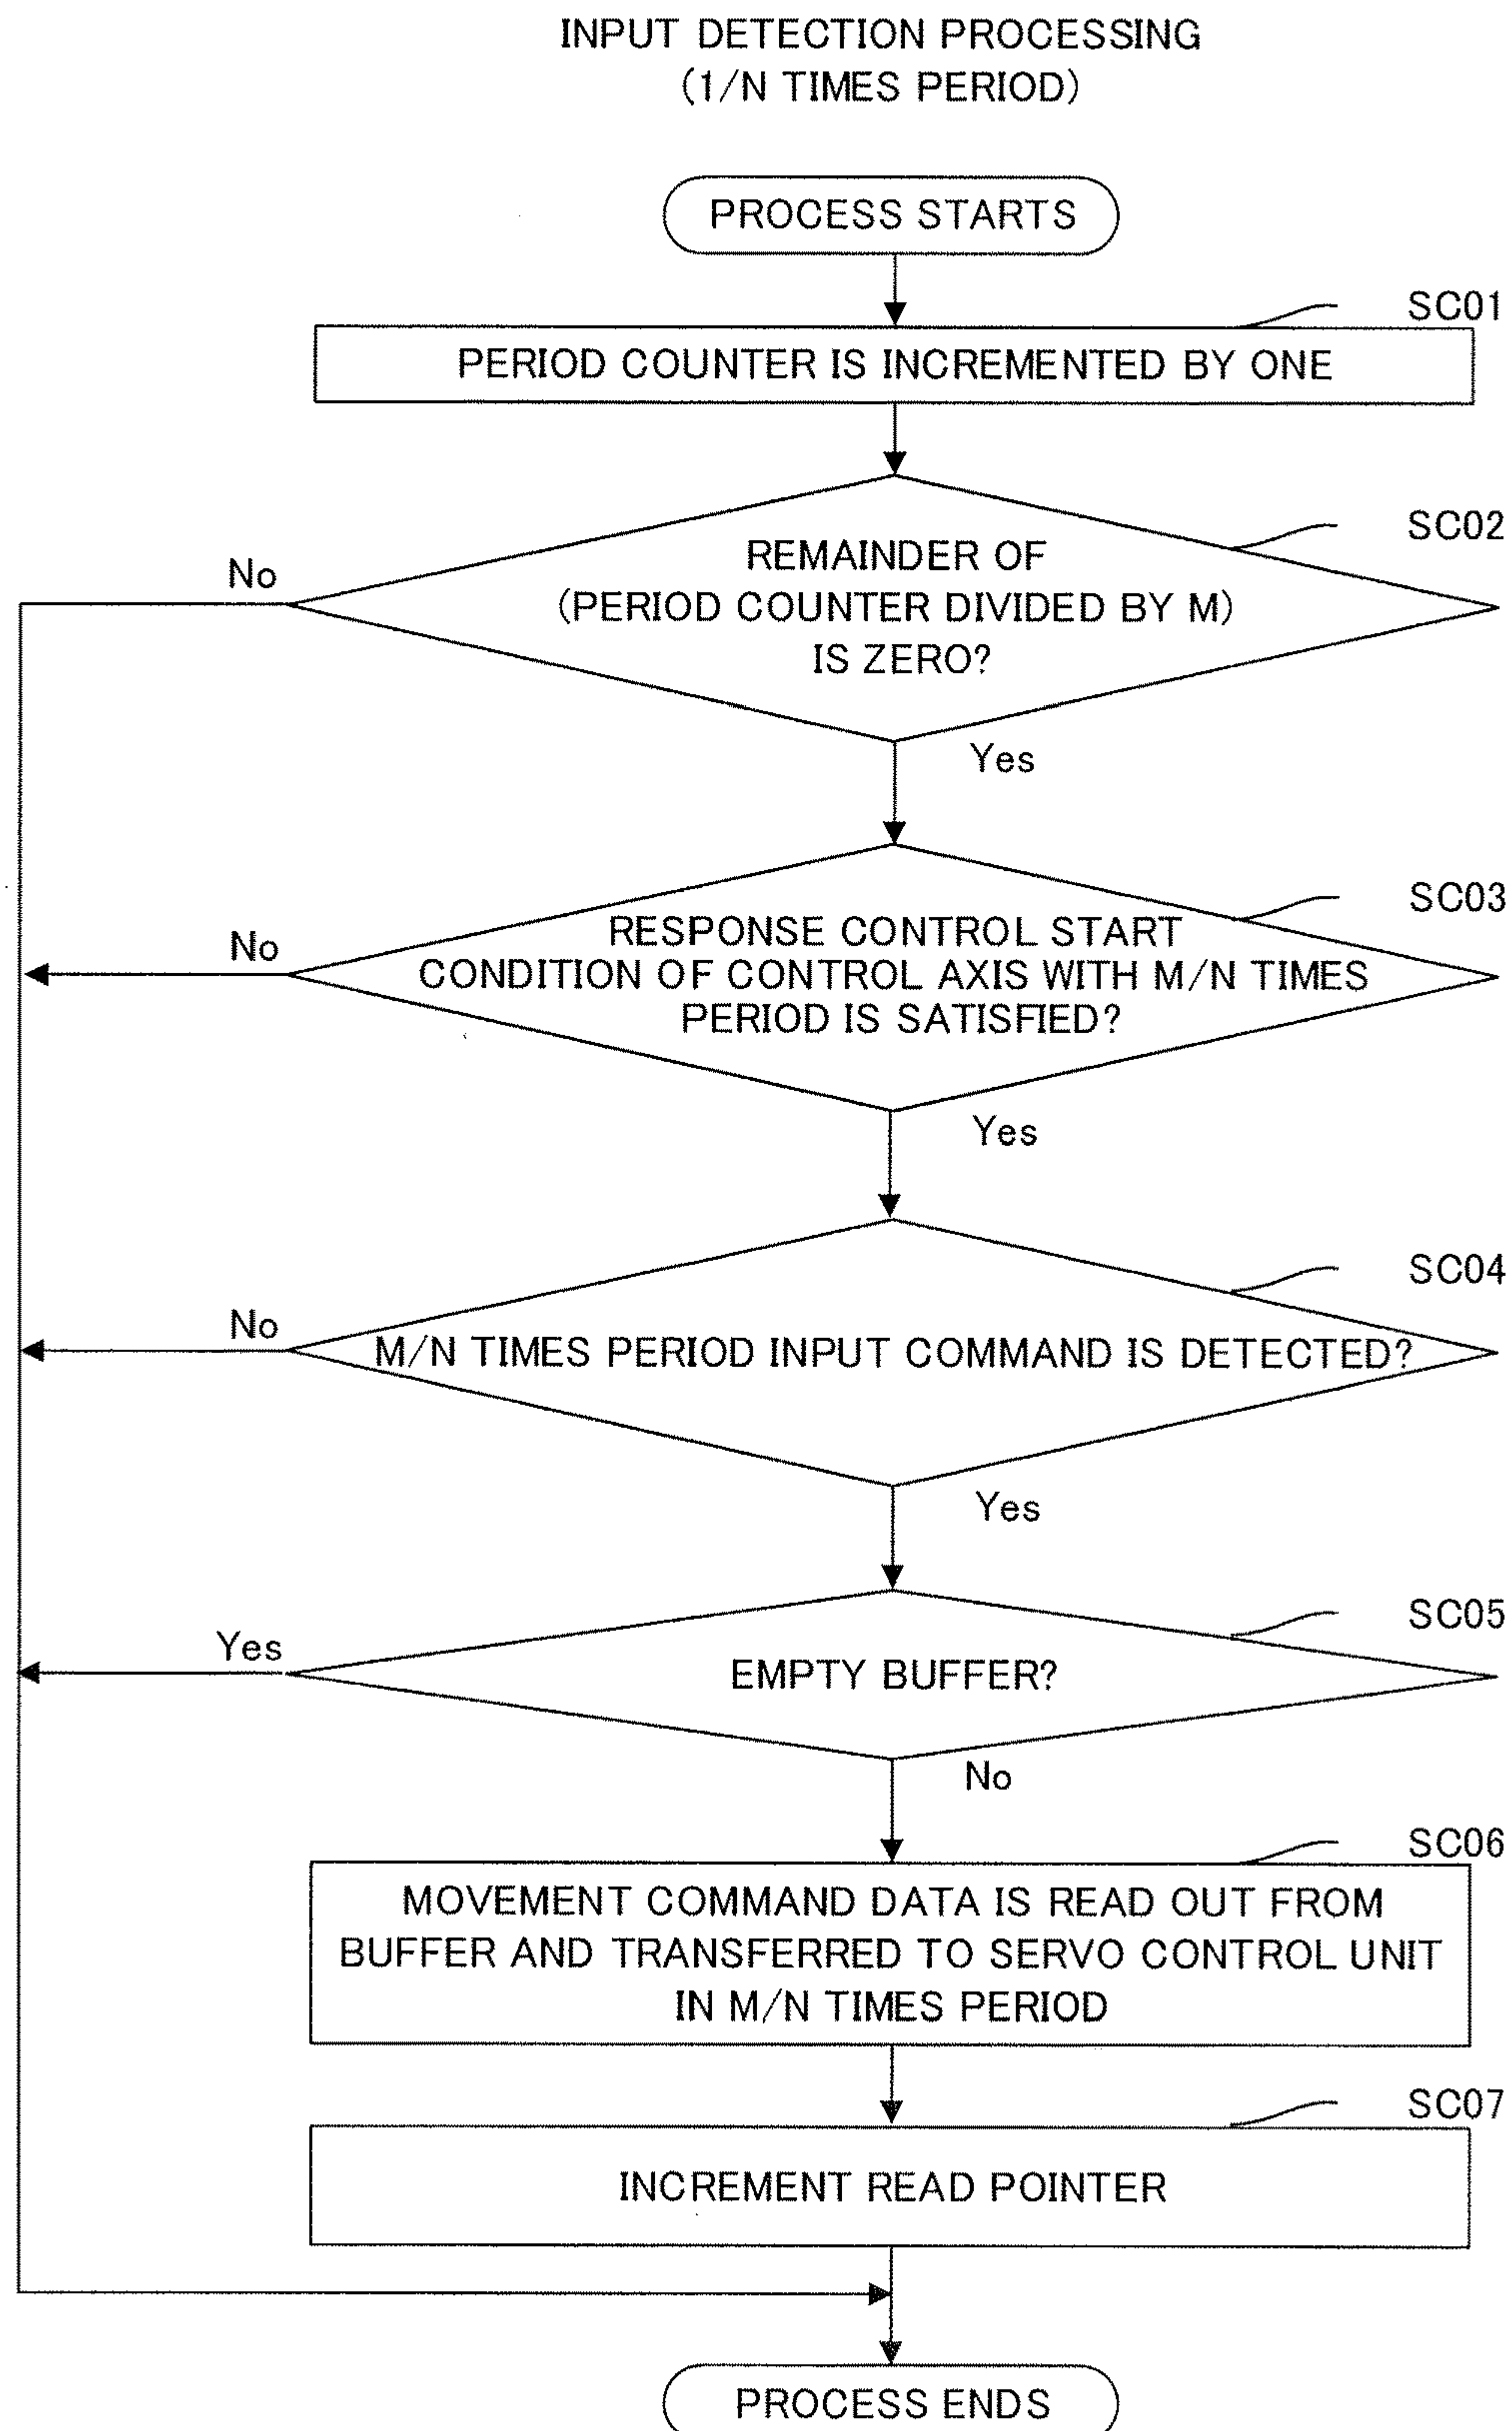 INPUT DETECTION PROCESSING
(1/N TIMES PERIOD)
PROCESS STARTS
SC01
PERIOD COUNTER IS INCREMENTED BY ONE
SC02
No
REMAINDER OF
(PERIOD COUNTER DIVIDED BY M)
IS ZERO?
Yes
SC03
No
RESPONSE CONTROL START
CONDITION OF CONTROL AXIS WITH M/N TIMES
PERIOD IS SATISFIED?
Yes
SC04
No
M/N TIMES PERIOD INPUT COMMAND IS DETECTED?
Yes
SC05
Yes
EMPTY BUFFER?
No
SC06
MOVEMENT COMMAND DATA IS READ OUT FROM
BUFFER AND TRANSFERRED TO SERVO CONTROL UNIT
IN M/N TIMES PERIOD
SC07
INCREMENT READ POINTER
PROCESS ENDS